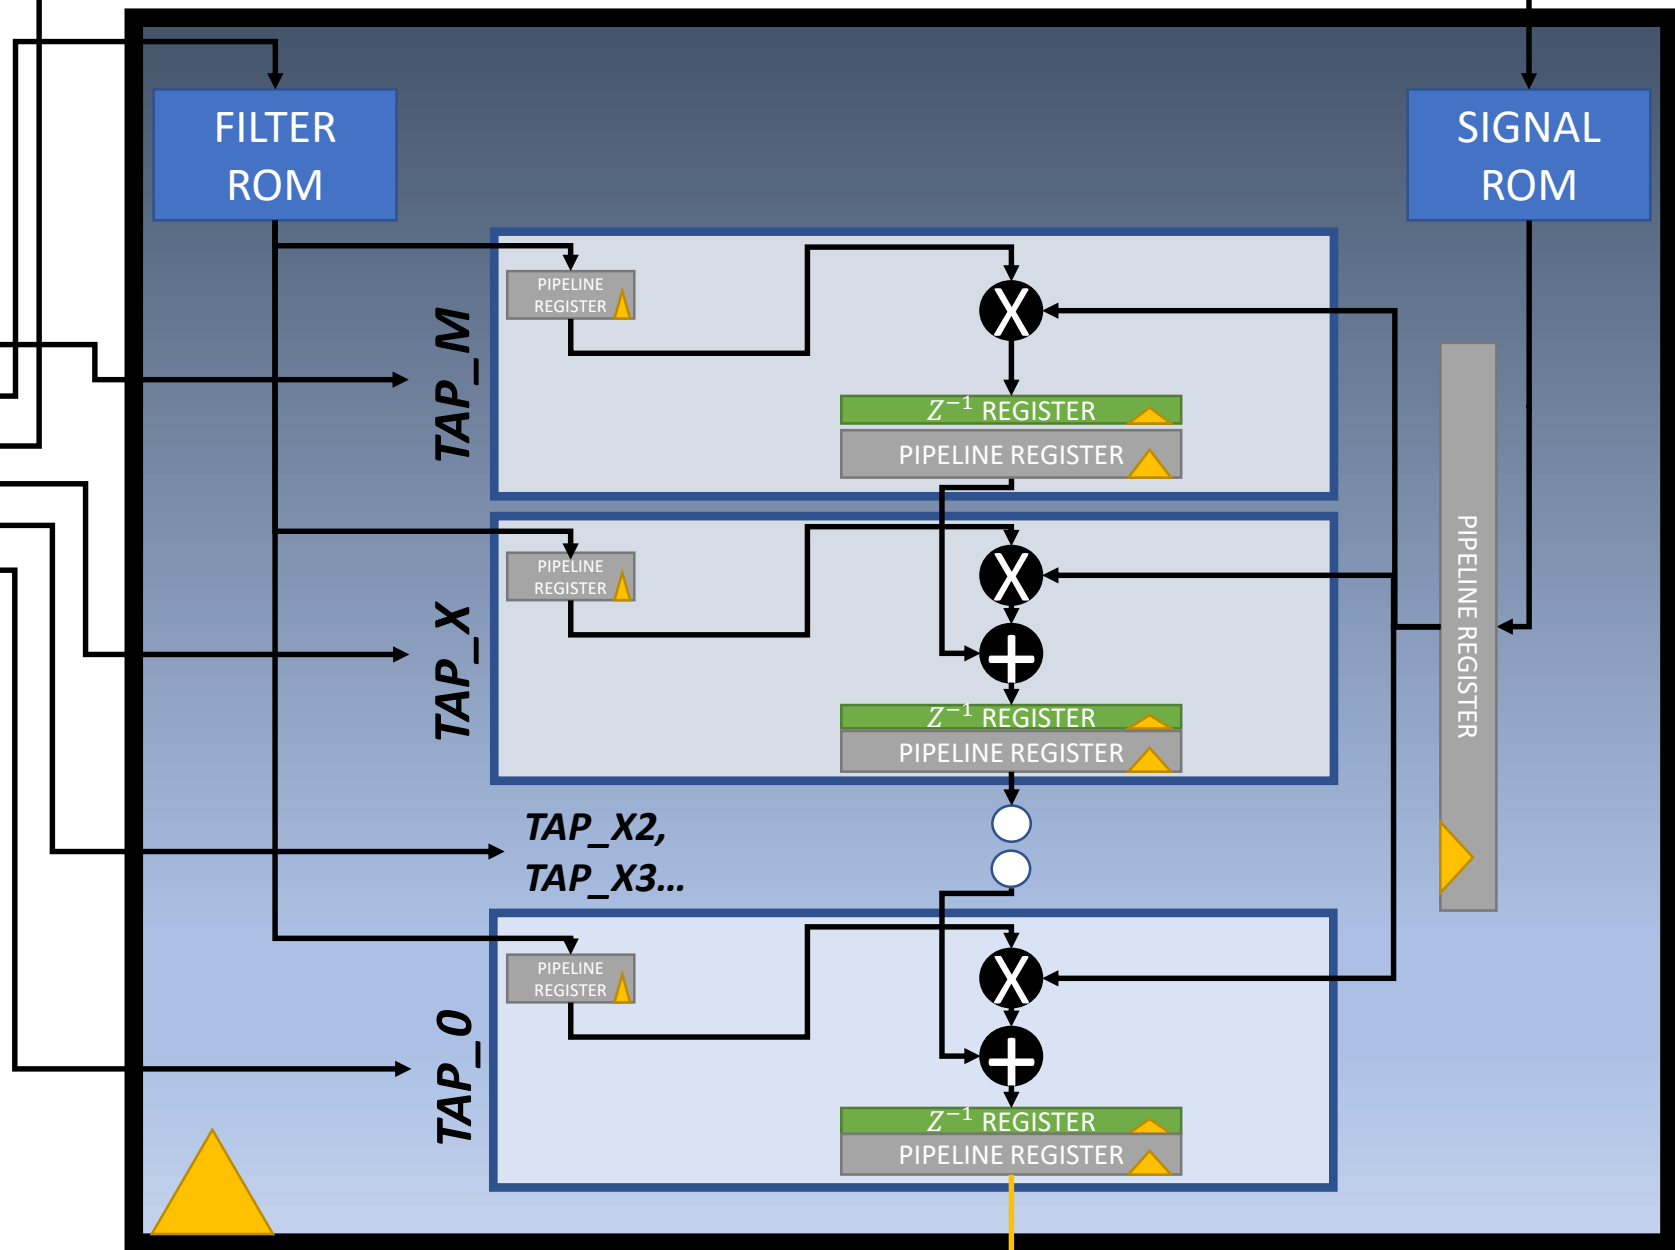 FILTER
ROM
SIGNAL
ROM
TAP_M
PIPELINE
REGISTER
X
Z⁻¹ REGISTER
PIPELINE REGISTER
TAP_X
PIPELINE
REGISTER
X
+
Z⁻¹ REGISTER
PIPELINE REGISTER
PIPELINE REGISTER
TAP_X2,
TAP_X3...
TAP_0
PIPELINE
REGISTER
X
+
Z⁻¹ REGISTER
PIPELINE REGISTER